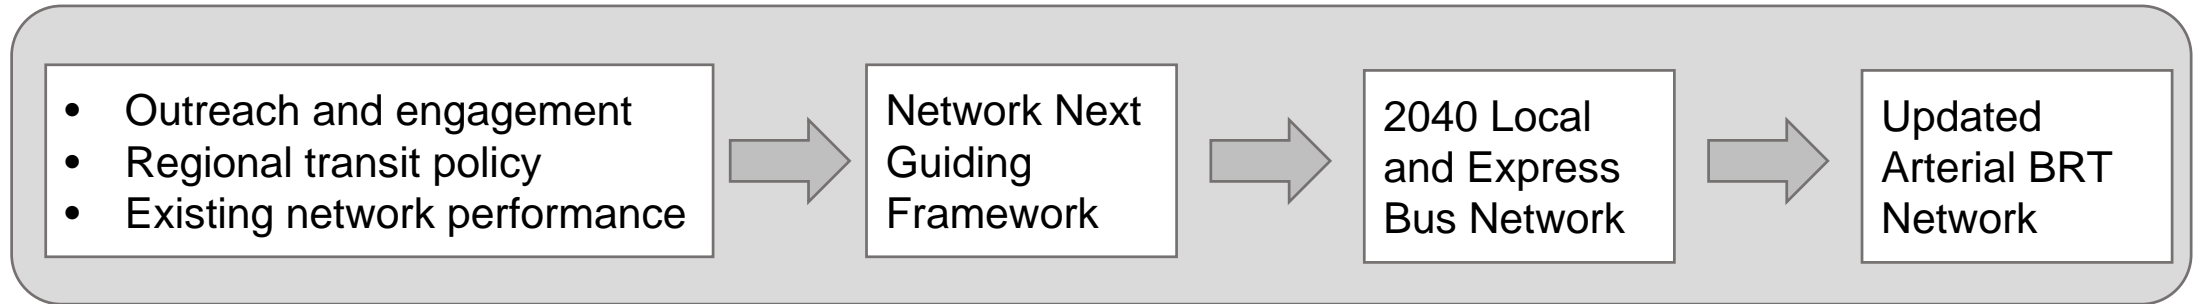 • Outreach and engagement
• Regional transit policy
• Existing network performance
Network Next
Guiding
Framework
2040 Local
and Express
Bus Network
Updated
Arterial BRT
Network